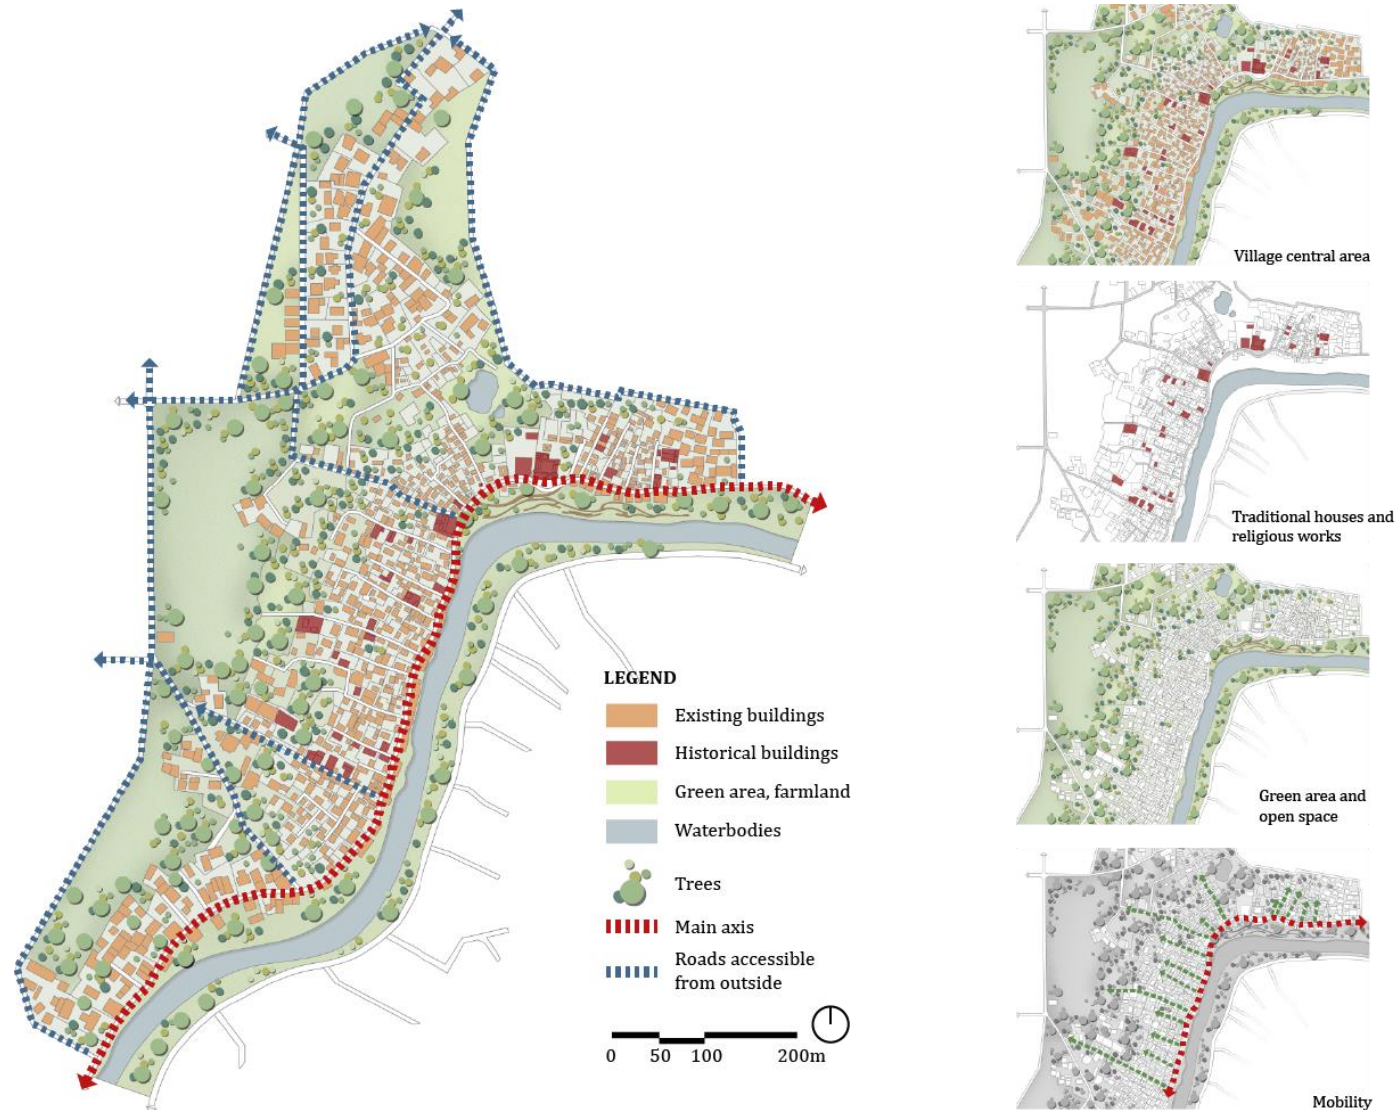 Village central area
Traditional houses and
religious works
LEGEND
Existing buildings
Historical buildings
Green area, farmland
Waterbodies
Trees
Main axis
Roads accessible
from outside
0 50 100 200m
Green area and
open space
Mobility